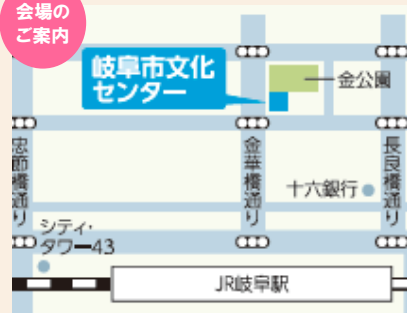 会場の
ご案内
岐阜市文化
センター
金公園
忠節橋通り
金華橋通り
長良橋通り
十六銀行
シティ・
タワー43
JR岐阜駅